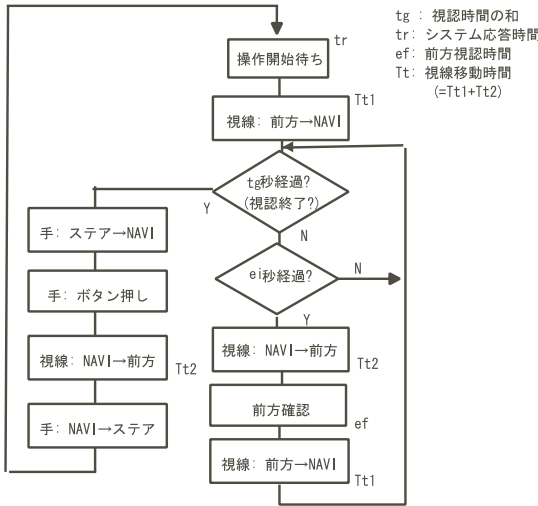 tg : 視認時間の和
tr: システム応答時間
ef: 前方視認時間
Tt: 視線移動時間
(=Tt1+Tt2)
tr
操作開始待ち
Tt1
視線: 前方→NAVI
tg秒経過?
(視認終了?)
Y
N
手: ステア→NAVI
ei秒経過?
N
Y
手: ボタン押し
視線: NAVI→前方
Tt2
視線: NAVI→前方
Tt2
前方確認
ef
手: NAVI→ステア
視線: 前方→NAVI
Tt1